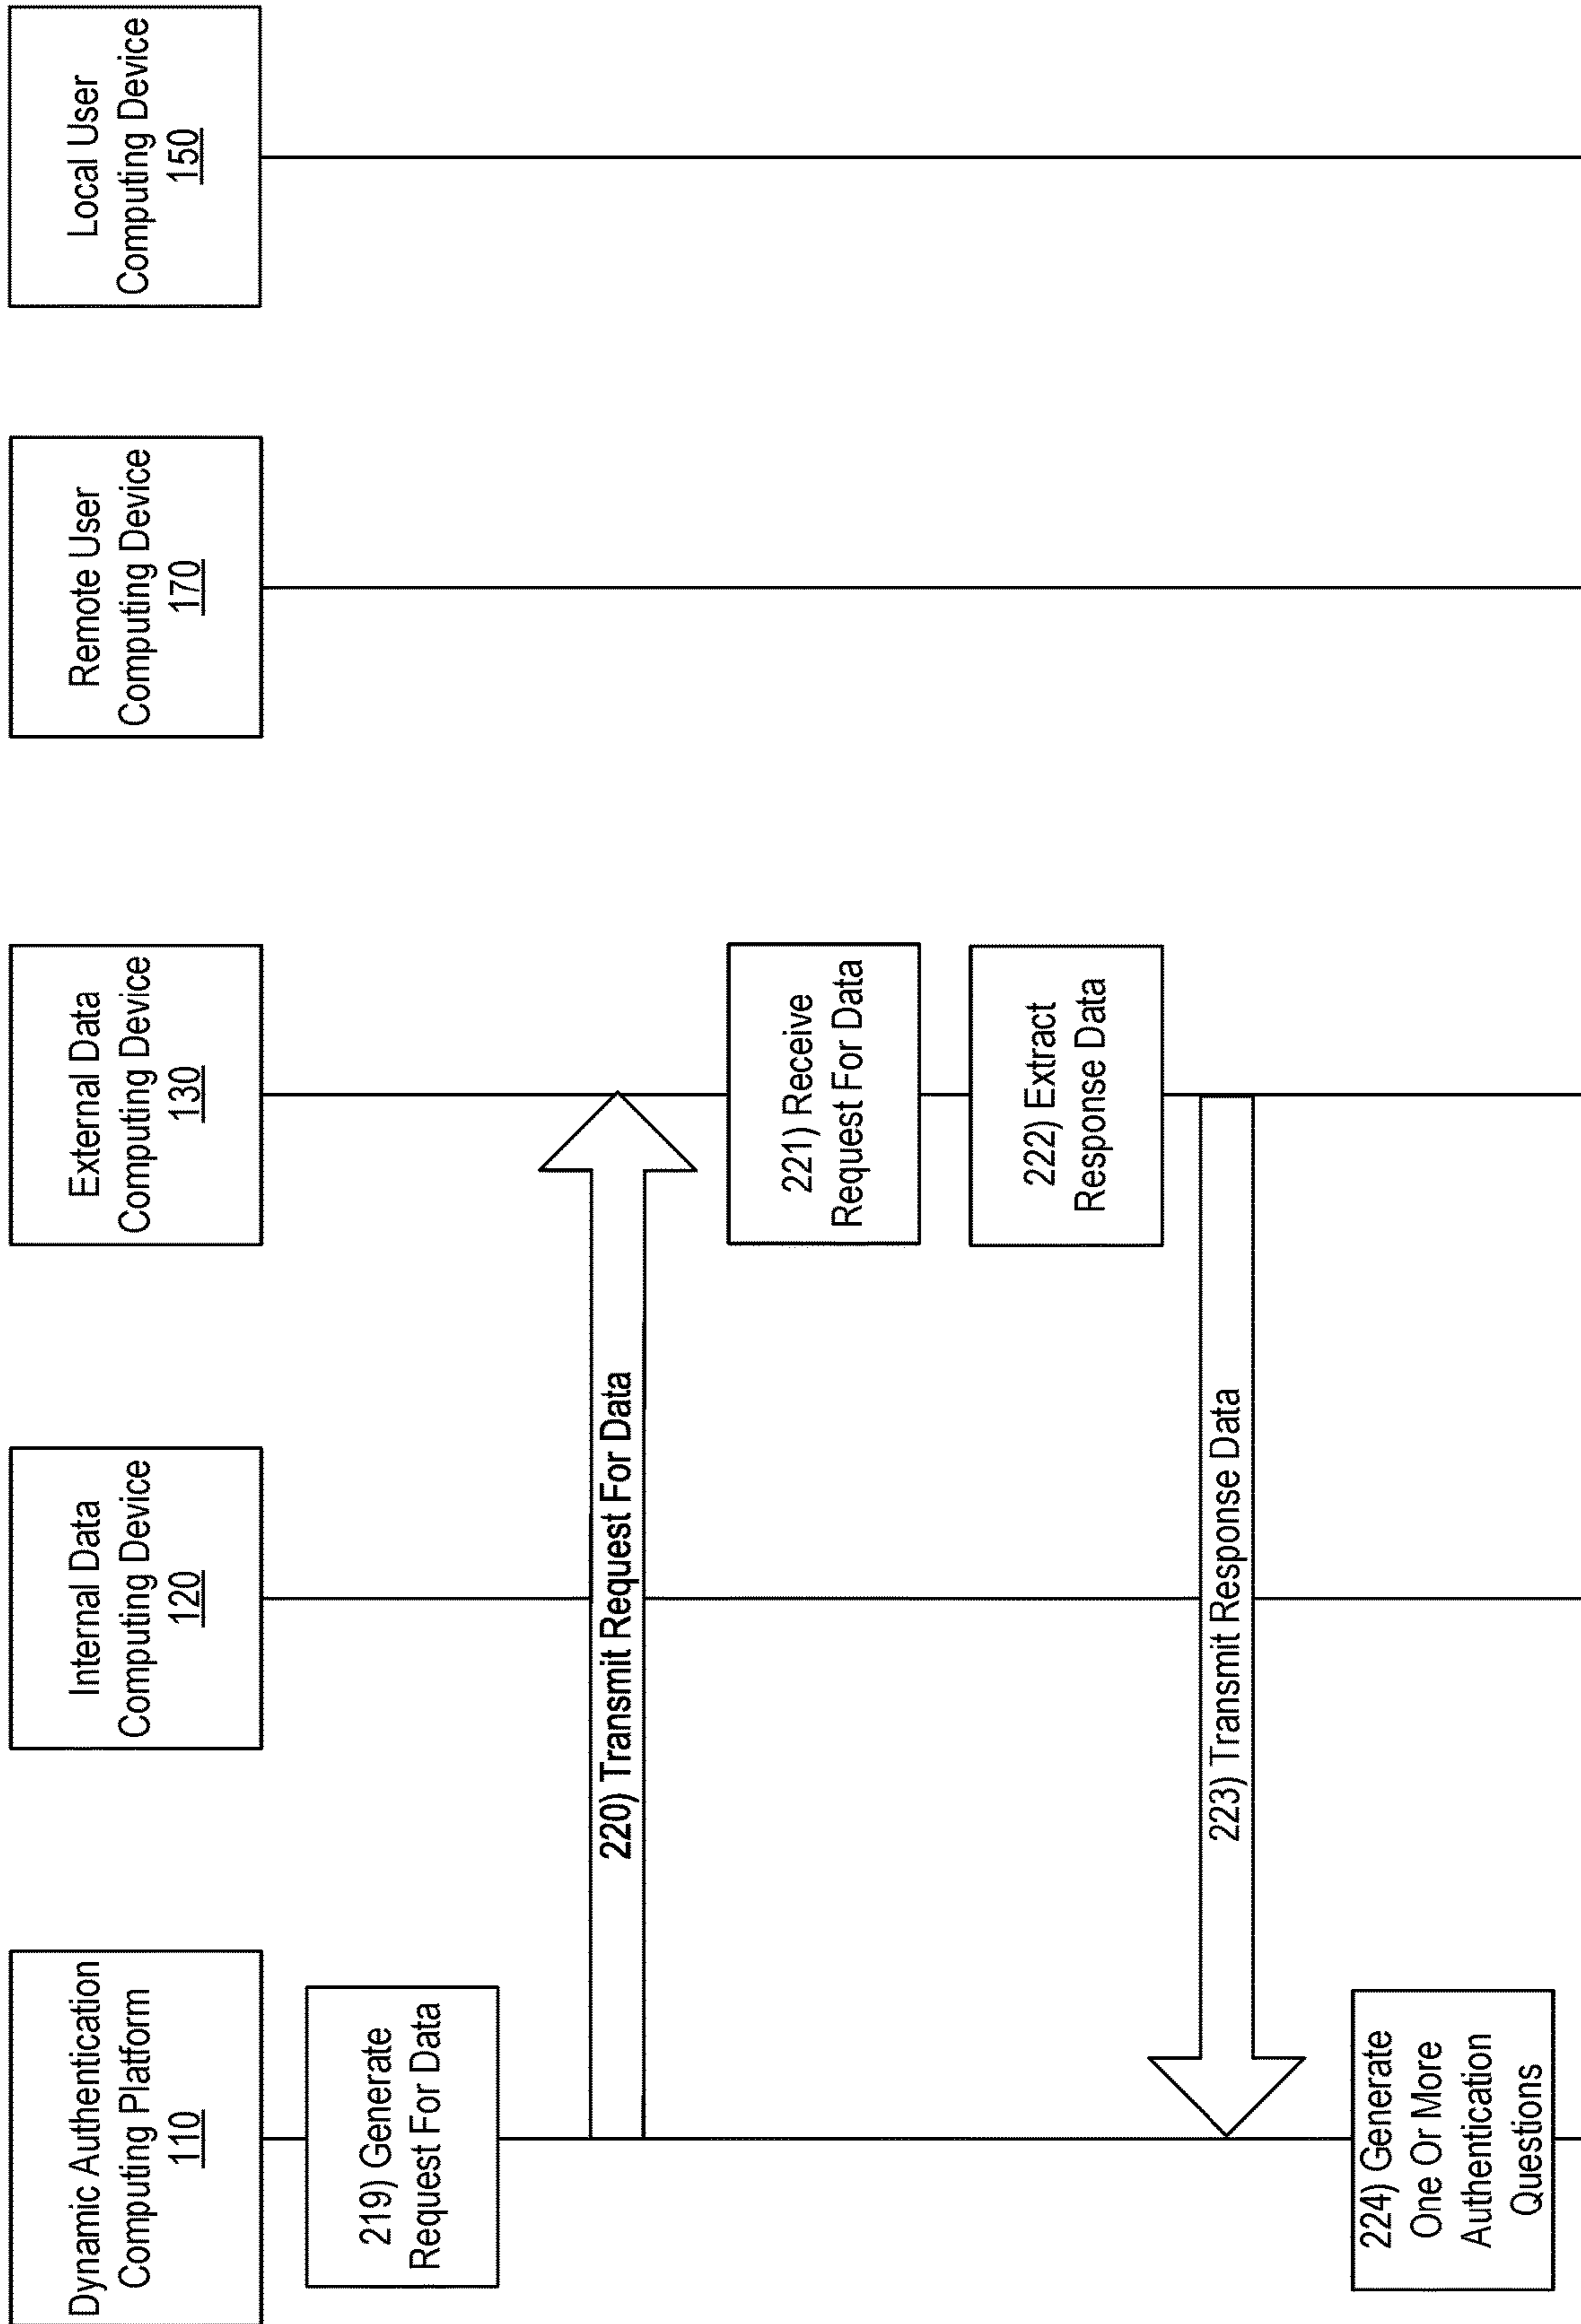 Dynamic Authentication
Computing Platform
110
Internal Data
Computing Device
120
External Data
Computing Device
130
Remote User
Computing Device
170
Local User
Computing Device
150
219) Generate
Request For Data
220) Transmit Request For Data
221) Receive
Request For Data
222) Extract
Response Data
223) Transmit Response Data
224) Generate
One Or More
Authentication
Questions